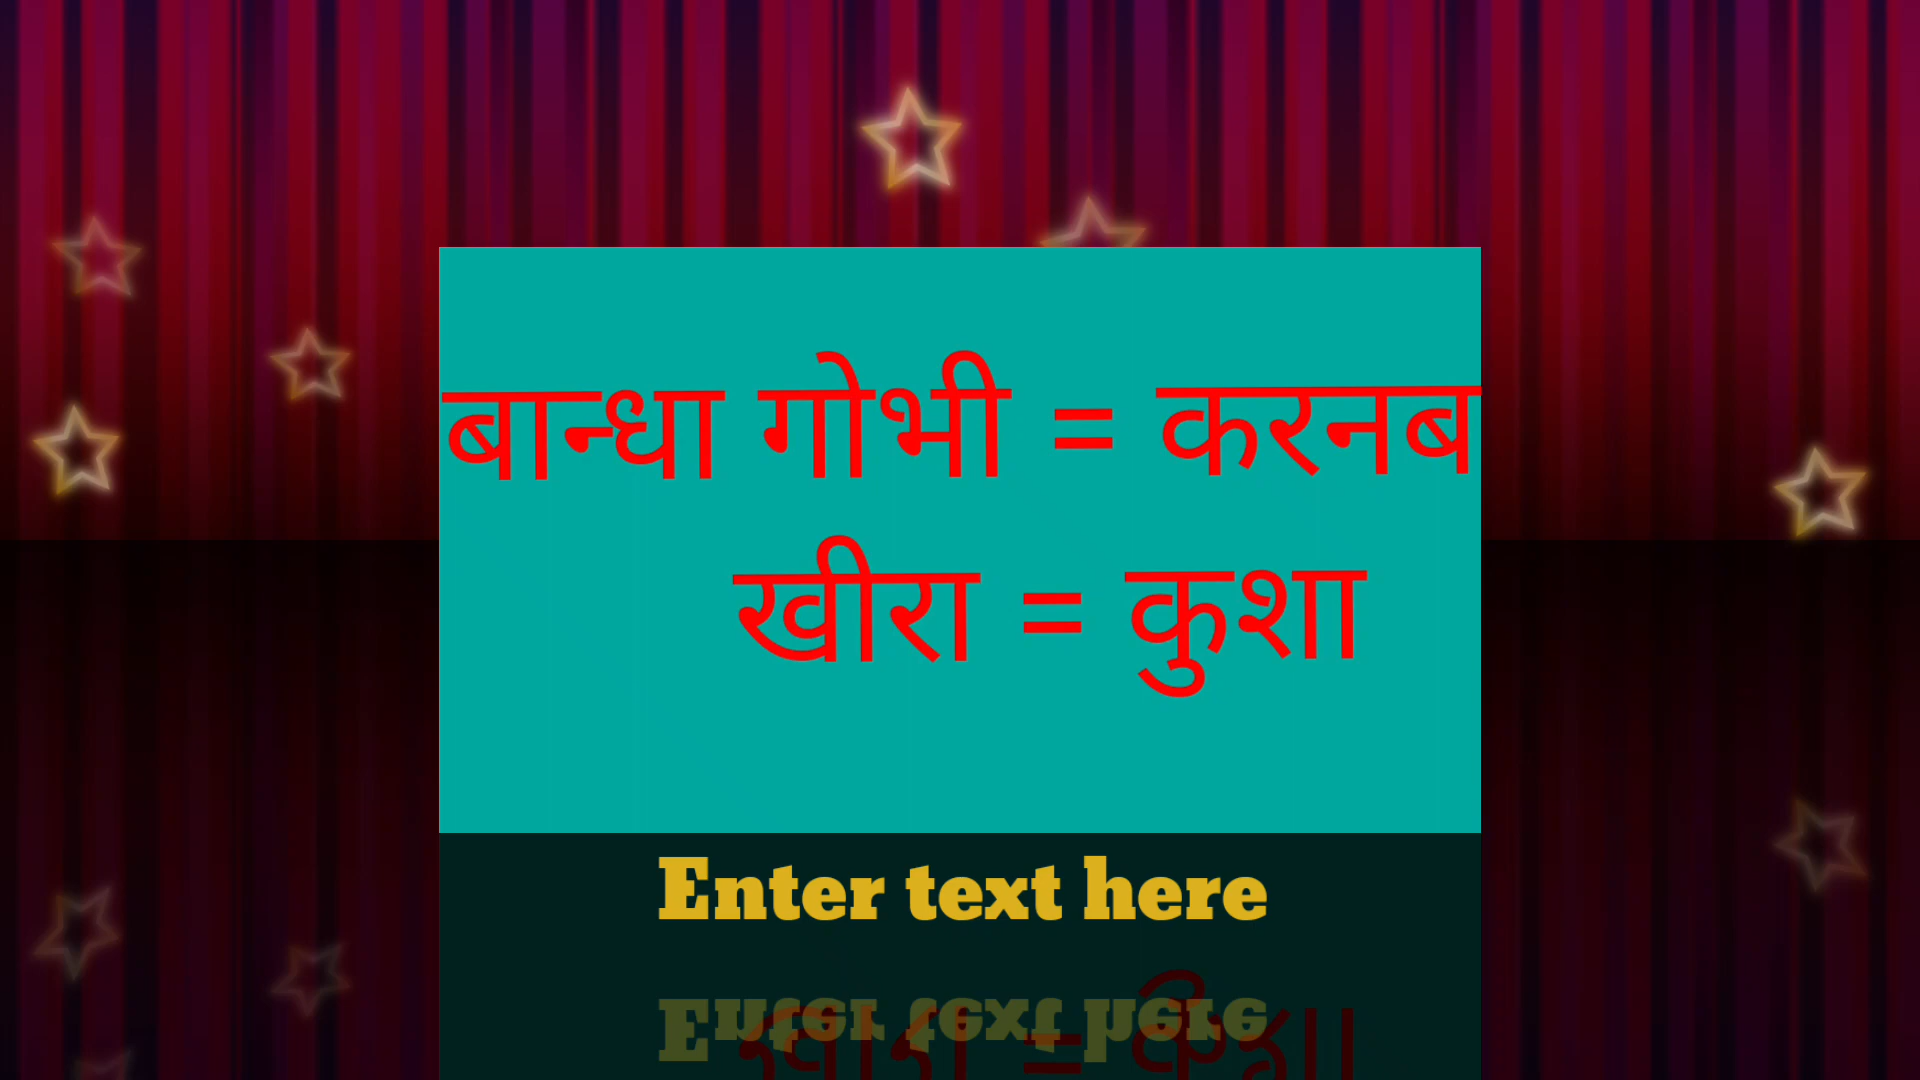 बान्धा गोभी = करनब
खीरा = कुशा
Enter text here